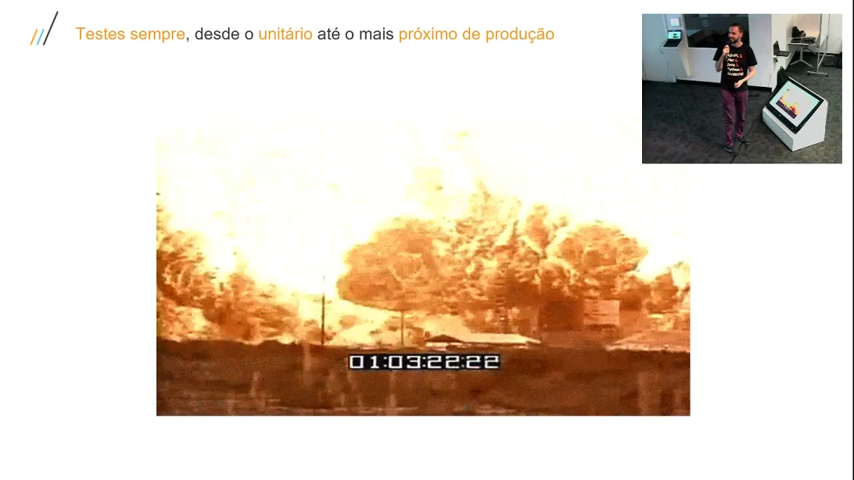 Testes sempre, desde o unitário até o mais próximo de produção
01:03:22:22